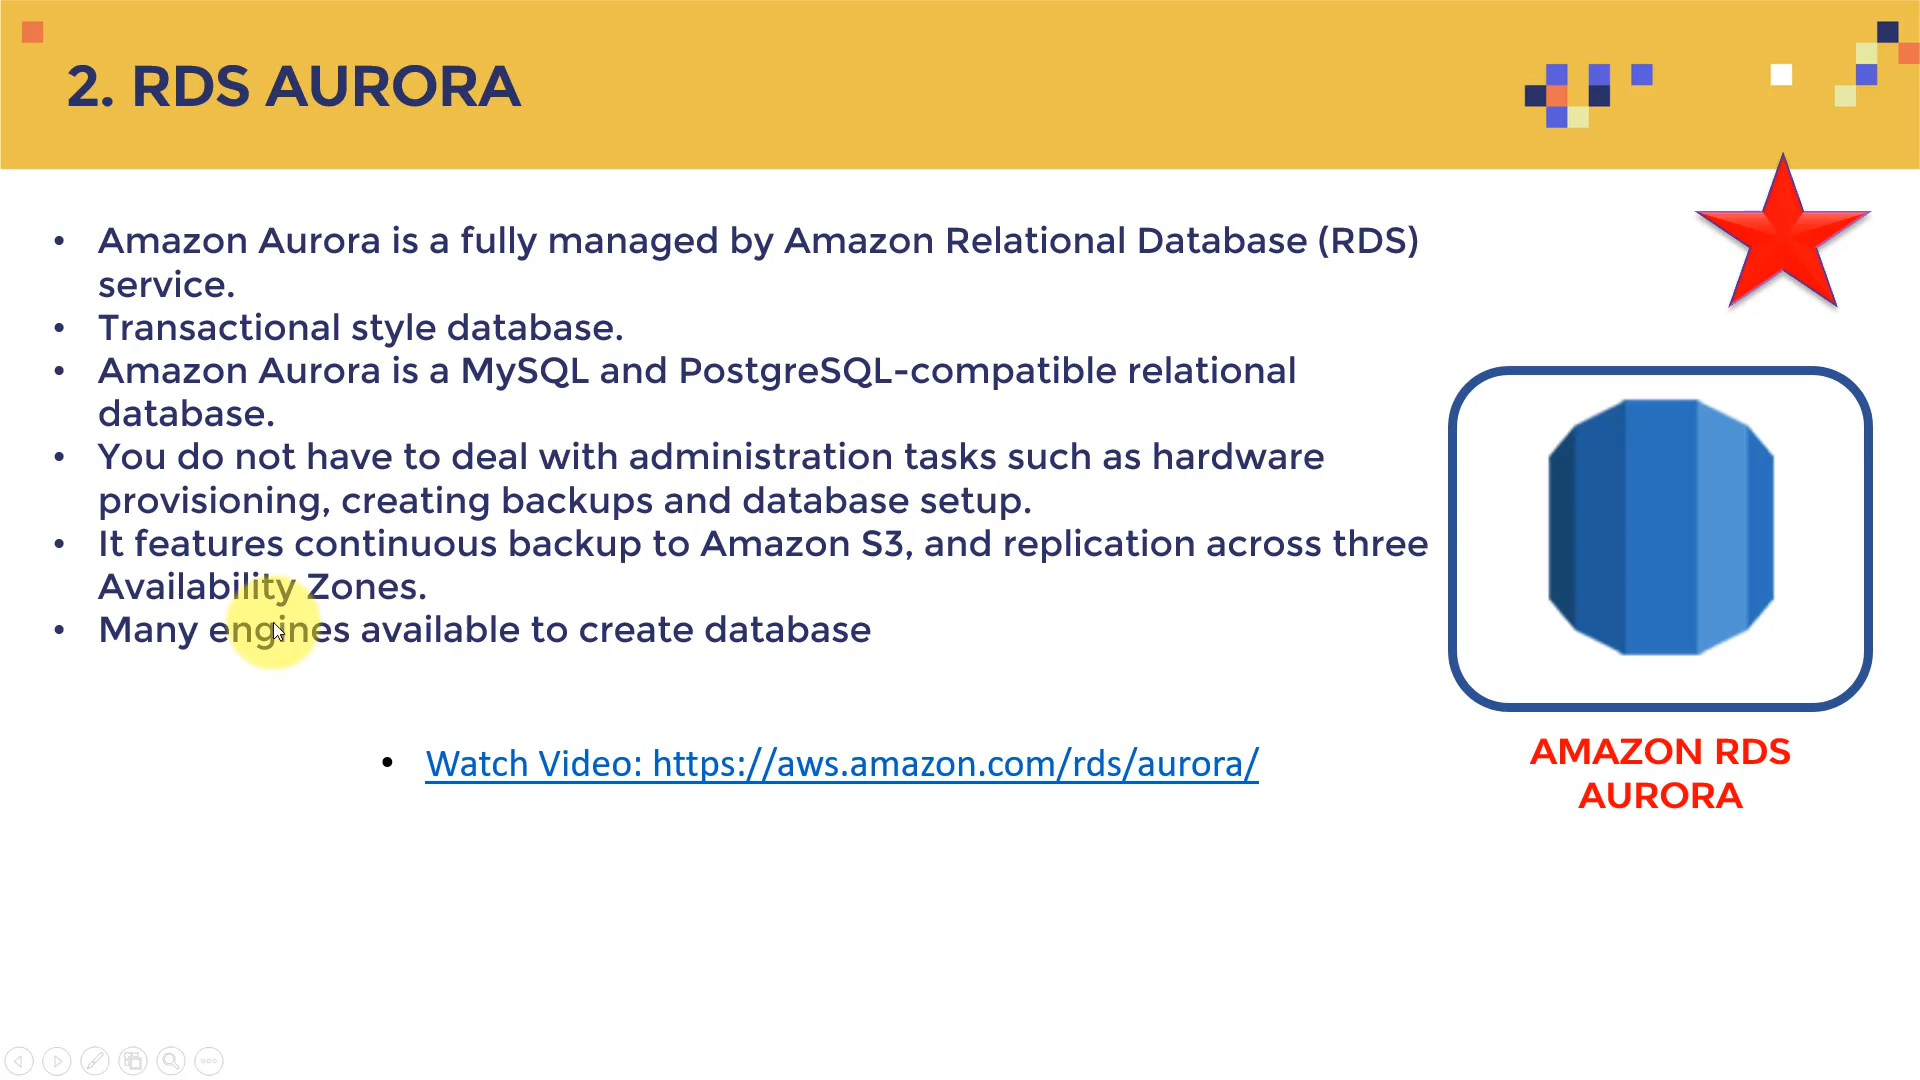 2. RDS AURORA
• Amazon Aurora is a fully managed by Amazon Relational Database (RDS)
service.
• Transactional style database.
• Amazon Aurora is a MySQL and PostgreSQL-compatible relational
database.
• You do not have to deal with administration tasks such as hardware
provisioning, creating backups and database setup.
• It features continuous backup to Amazon S3, and replication across three
Availability Zones.
• Many engines available to create database
• Watch Video: https://aws.amazon.com/rds/aurora/
AMAZON RDS
AURORA